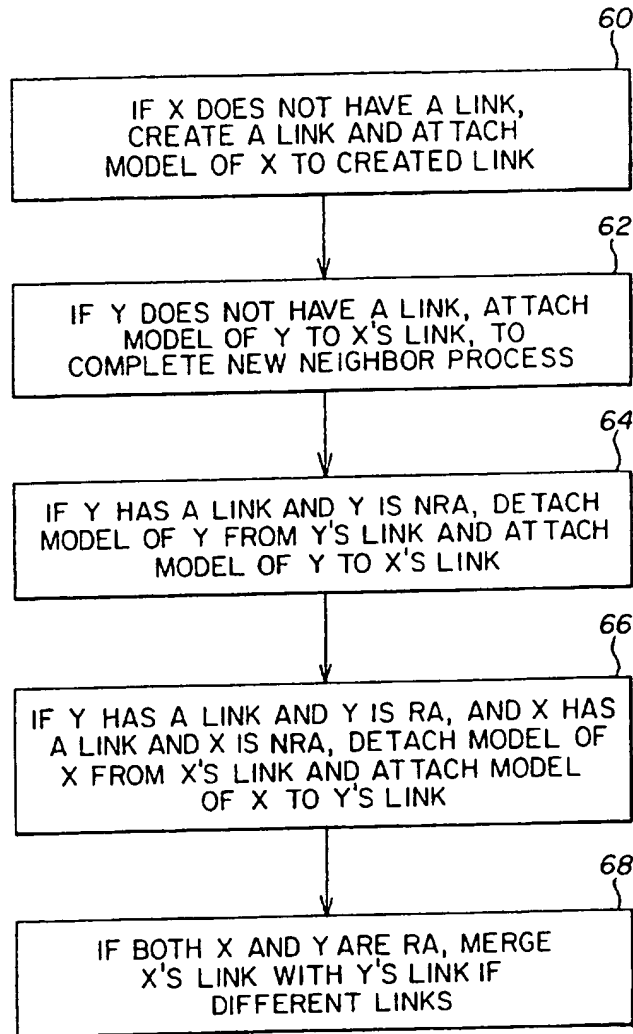 60
IF X DOES NOT HAVE A LINK,
CREATE A LINK AND ATTACH
MODEL OF X TO CREATED LINK
62
IF Y DOES NOT HAVE A LINK, ATTACH
MODEL OF Y TO X'S LINK, TO
COMPLETE NEW NEIGHBOR PROCESS
64
IF Y HAS A LINK AND Y IS NRA, DETACH
MODEL OF Y FROM Y'S LINK AND ATTACH
MODEL OF Y TO X'S LINK
66
IF Y HAS A LINK AND Y IS RA, AND X HAS
A LINK AND X IS NRA, DETACH MODEL OF
X FROM X'S LINK AND ATTACH MODEL
OF X TO Y'S LINK
68
IF BOTH X AND Y ARE RA, MERGE
X'S LINK WITH Y'S LINK IF
DIFFERENT LINKS